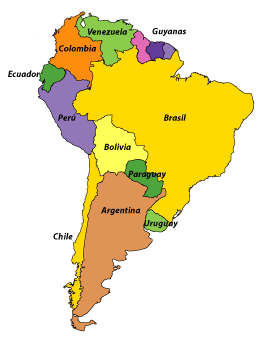 Venezuela
Guyanas
Colombia
Ecuador
Perú
Brasil
Bolivia
Paraguay
Argentina
Uruguay
Chile